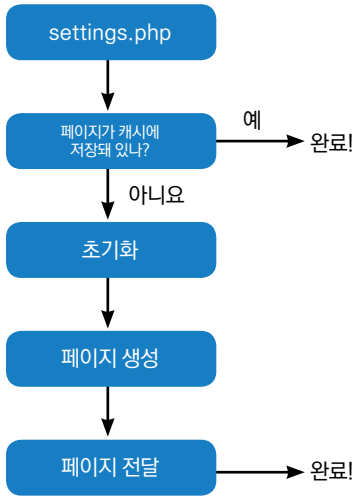 settings.php
페이지가 캐시에
저장돼 있나?
예
완료!
아니요
초기화
페이지 생성
페이지 전달
완료!